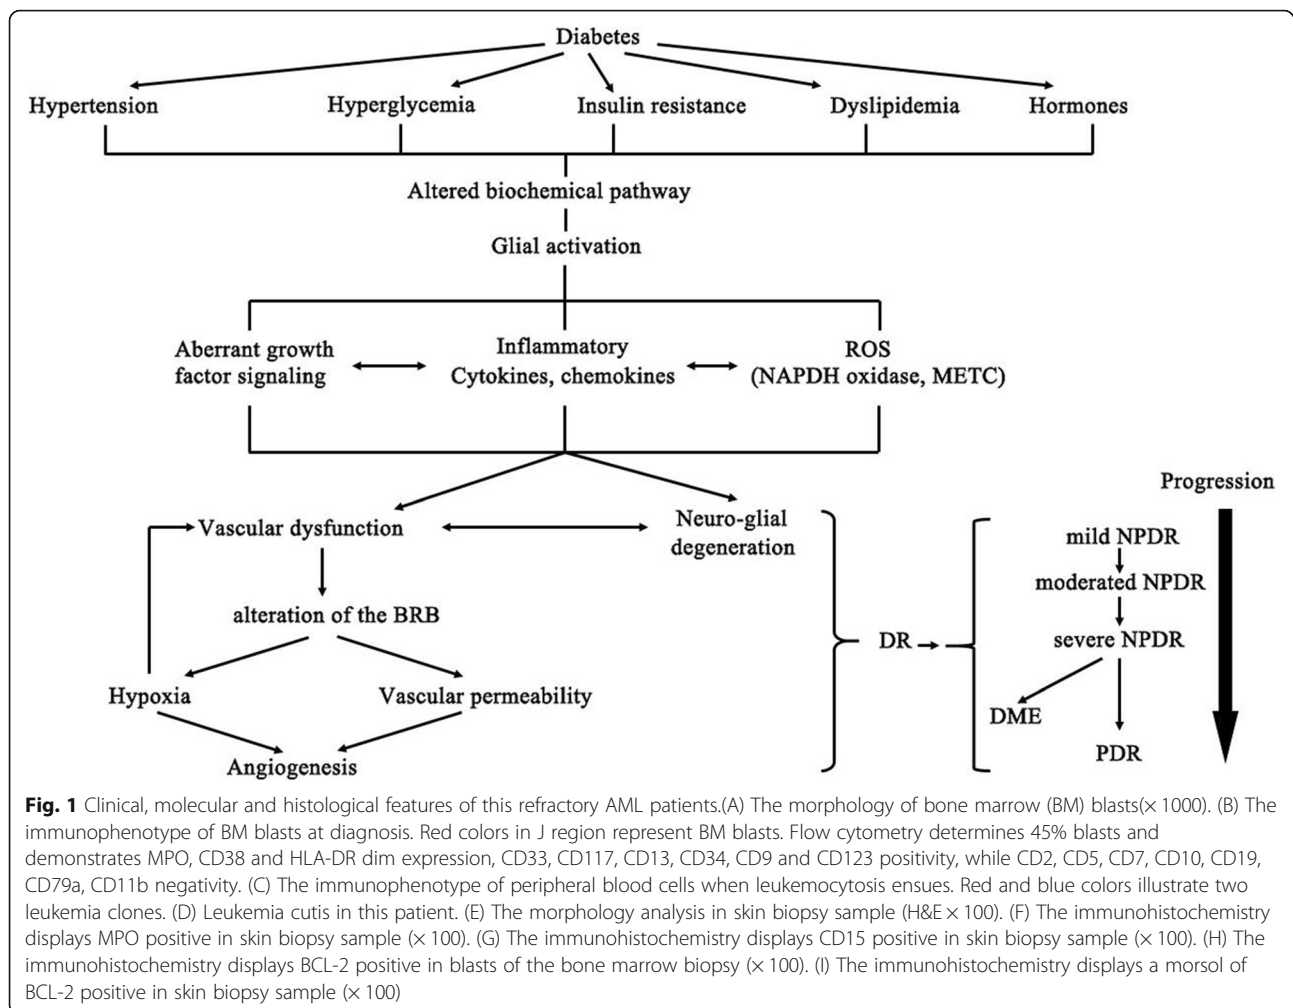 Diabetes
Hypertension Hyperglycemia Insulin resistance Dyslipidemia Hormones
Altered biochemical pathway
Glial activation
Aberrant growth
factor signaling
Inflammatory
Cytokines, chemokines
ROS
(NAPDH oxidase, METC)
Vascular dysfunction
Neuro-glial
degeneration
alteration of the BRB
Hypoxia
Vascular permeability
Angiogenesis
DR
mild NPDR
moderated NPDR
severe NPDR
DME
PDR
Progression
Fig. 1 Clinical, molecular and histological features of this refractory AML patients.(A) The morphology of bone marrow (BM) blasts(× 1000). (B) The
immunophenotype of BM blasts at diagnosis. Red colors in J region represent BM blasts. Flow cytometry determines 45% blasts and
demonstrates MPO, CD38 and HLA-DR dim expression, CD33, CD117, CD13, CD34, CD9 and CD123 positivity, while CD2, CD5, CD7, CD10, CD19,
CD79a, CD11b negativity. (C) The immunophenotype of peripheral blood cells when leukemocytosis ensues. Red and blue colors illustrate two
leukemia clones. (D) Leukemia cutis in this patient. (E) The morphology analysis in skin biopsy sample (H&E × 100). (F) The immunohistochemistry
displays MPO positive in skin biopsy sample (× 100). (G) The immunohistochemistry displays CD15 positive in skin biopsy sample (× 100). (H) The
immunohistochemistry displays BCL-2 positive in blasts of the bone marrow biopsy (× 100). (I) The immunohistochemistry displays a morsol of
BCL-2 positive in skin biopsy sample (× 100)